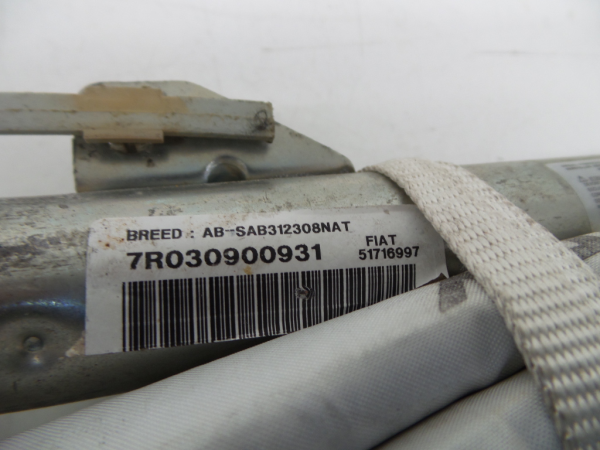 BREED : AB-SAB312308NAT
7R030900931
FIAT
51716997